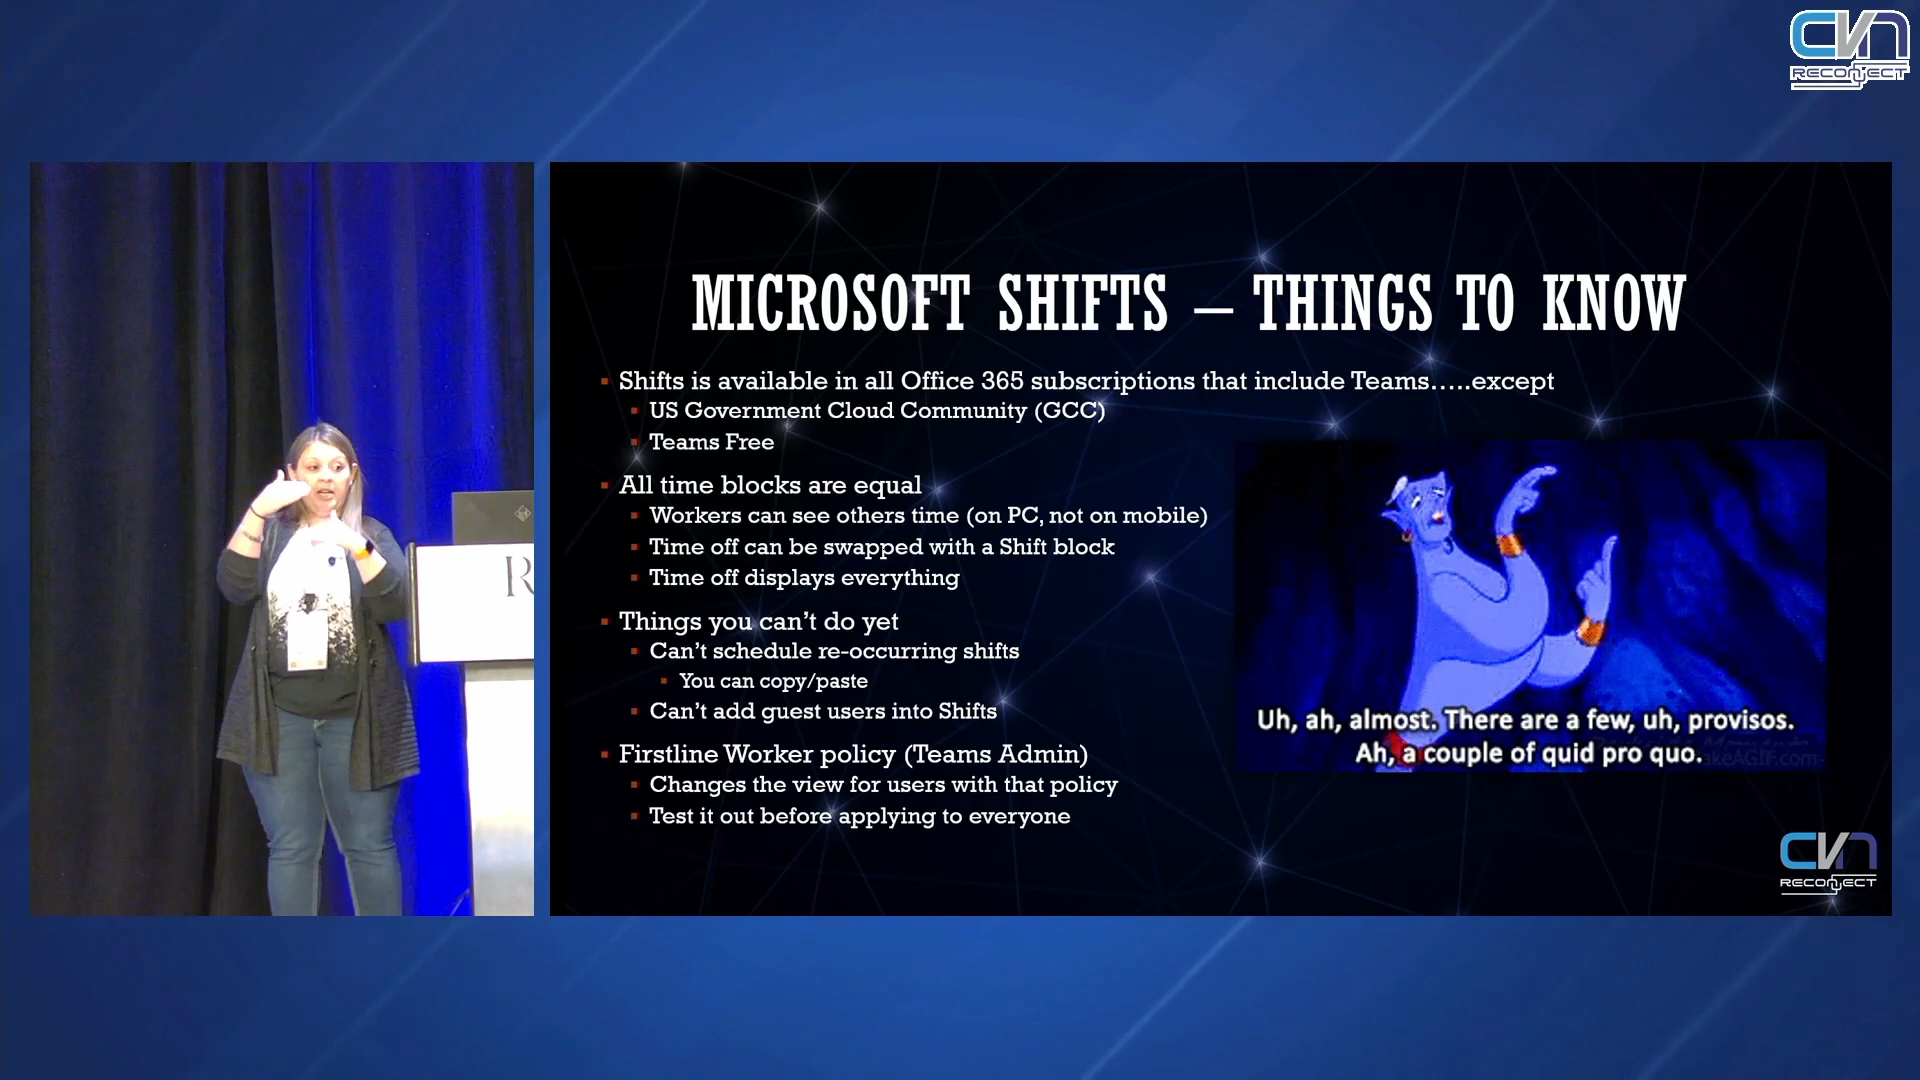 CVN
RECONNECT
MICROSOFT SHIFTS – THINGS TO KNOW
Shifts is available in all Office 365 subscriptions that include Teams…..except
US Government Cloud Community (GCC)
Teams Free
All time blocks are equal
Workers can see others time (on PC, not on mobile)
Time off can be swapped with a Shift block
Time off displays everything
Things you can’t do yet
Can’t schedule re-occurring shifts
You can copy/paste
Can’t add guest users into Shifts
Firstline Worker policy (Teams Admin)
Changes the view for users with that policy
Test it out before applying to everyone
Uh, ah, almost. There are a few, uh, provisos.
Ah, a couple of quid pro quo.
R
CVN
RECONNECT